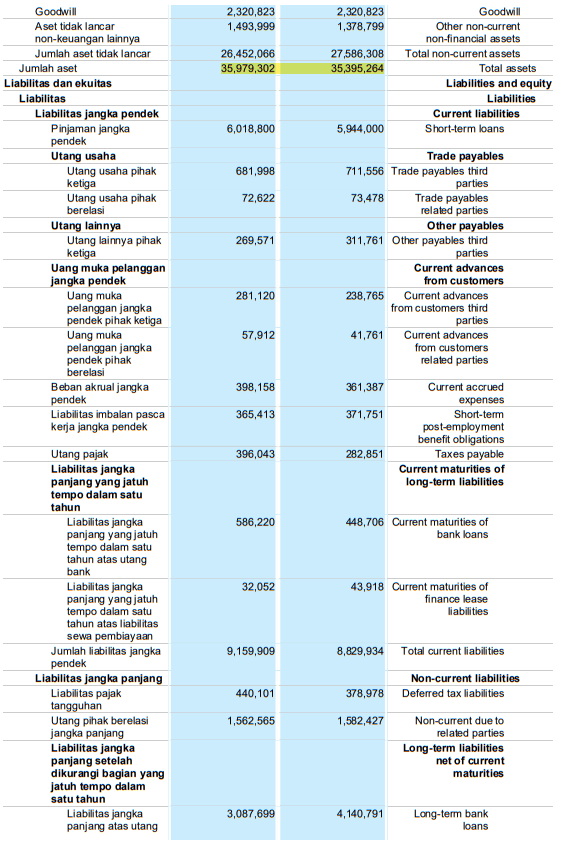 Goodwill 2,320,823 2,320,823 Goodwill
Aset tidak lancar 1,493,999 1,378,799 Other non-current
non-keuangan lainnya non-financial assets
Jumlah aset tidak lancar 26,452,066 27,586,308 Total non-current assets
Jumlah aset 35,979,302 35,395,264 Total assets
Liabilitas dan ekuitas Liabilities and equity
Liabilitas Liabilities
Liabilitas jangka pendek Current liabilities
Pinjaman jangka 6,018,800 5,944,000 Short-term loans
pendek
Utang usaha Trade payables
Utang usaha pihak 681,998 711,556 Trade payables third
ketiga parties
Utang usaha pihak 72,622 73,478 Trade payables
berelasi related parties
Utang lainnya Other payables
Utang lainnya pihak 269,571 311,761 Other payables third
ketiga parties
Uang muka pelanggan Current advances
jangka pendek from customers
Uang muka 281,120 238,765 Current advances
pelanggan jangka from customers third
pendek pihak ketiga parties
Uang muka 57,912 41,761 Current advances
pelanggan jangka from customers
pendek pihak related parties
berelasi
Beban akrual jangka 398,158 361,387 Current accrued
pendek expenses
Liabilitas imbalan pasca 365,413 371,751 Short-term
kerja jangka pendek post-employment
benefit obligations
Utang pajak 396,043 282,851 Taxes payable
Liabilitas jangka Current maturities of
panjang yang jatuh long-term liabilities
tempo dalam satu
tahun
Liabilitas jangka 586,220 448,706 Current maturities of
panjang yang jatuh bank loans
tempo dalam satu
tahun atas utang
bank
Liabilitas jangka 32,052 43,918 Current maturities of
panjang yang jatuh finance lease
tempo dalam satu liabilities
tahun atas liabilitas
sewa pembiayaan
Jumlah liabilitas jangka 9,159,909 8,829,934 Total current liabilities
pendek
Liabilitas jangka panjang Non-current liabilities
Liabilitas pajak 440,101 378,978 Deferred tax liabilities
tangguhan
Utang pihak berelasi 1,562,565 1,582,427 Non-current due to
jangka panjang related parties
Liabilitas jangka Long-term liabilities
panjang setelah net of current
dikurangi bagian yang maturities
jatuh tempo dalam
satu tahun
Liabilitas jangka 3,087,699 4,140,791 Long-term bank
panjang atas utang loans